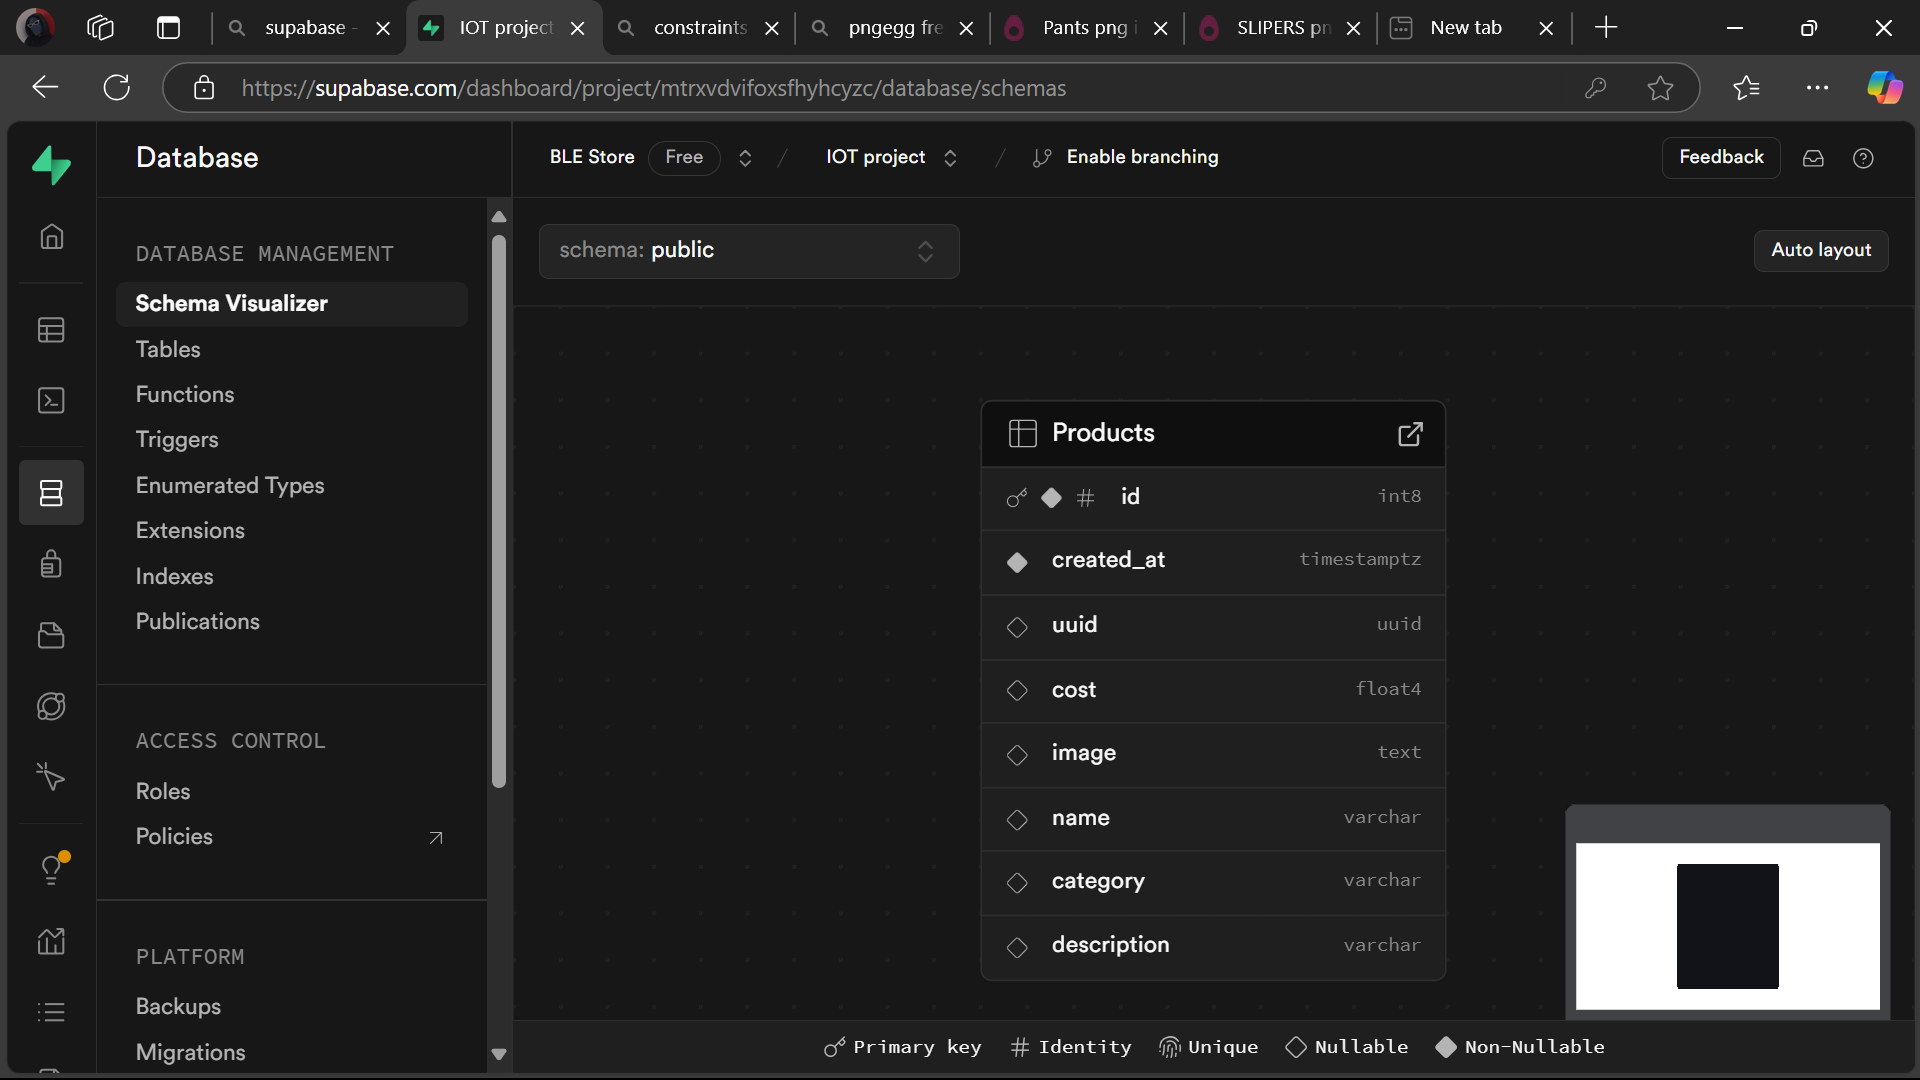 supabase -
IOT project
constraints
pngegg fre
Pants png i
SLIPERS pn
New tab
https://supabase.com/dashboard/project/mtrxvdvifoxsfhyhcyzc/database/schemas
Database
BLE Store
Free
/
IOT project
/
Enable branching
Feedback
DATABASE MANAGEMENT
Schema Visualizer
Tables
Functions
Triggers
Enumerated Types
Extensions
Indexes
Publications
ACCESS CONTROL
Roles
Policies
PLATFORM
Backups
Migrations
schema: public
Auto layout
Products
id int8
created_at timestamptz
uuid uuid
cost float4
image text
name varchar
category varchar
description varchar
Primary key
Identity
Unique
Nullable
Non-Nullable